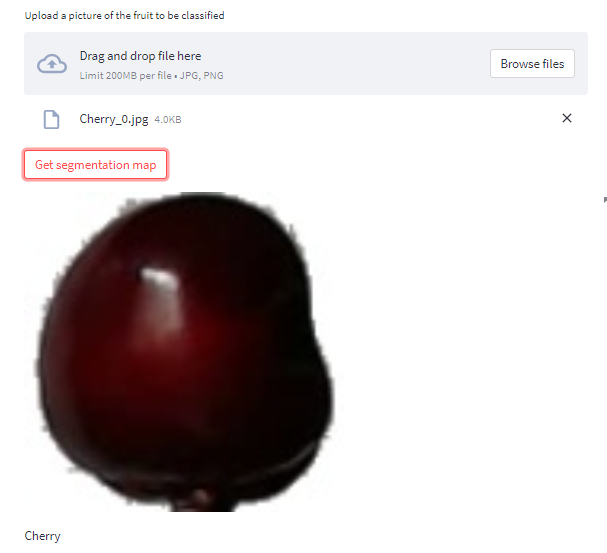 Upload a picture of the fruit to be classified
Drag and drop file here
Limit 200MB per file • JPG, PNG
Browse files
Cherry_0.jpg 4.0KB
Get segmentation map
Cherry